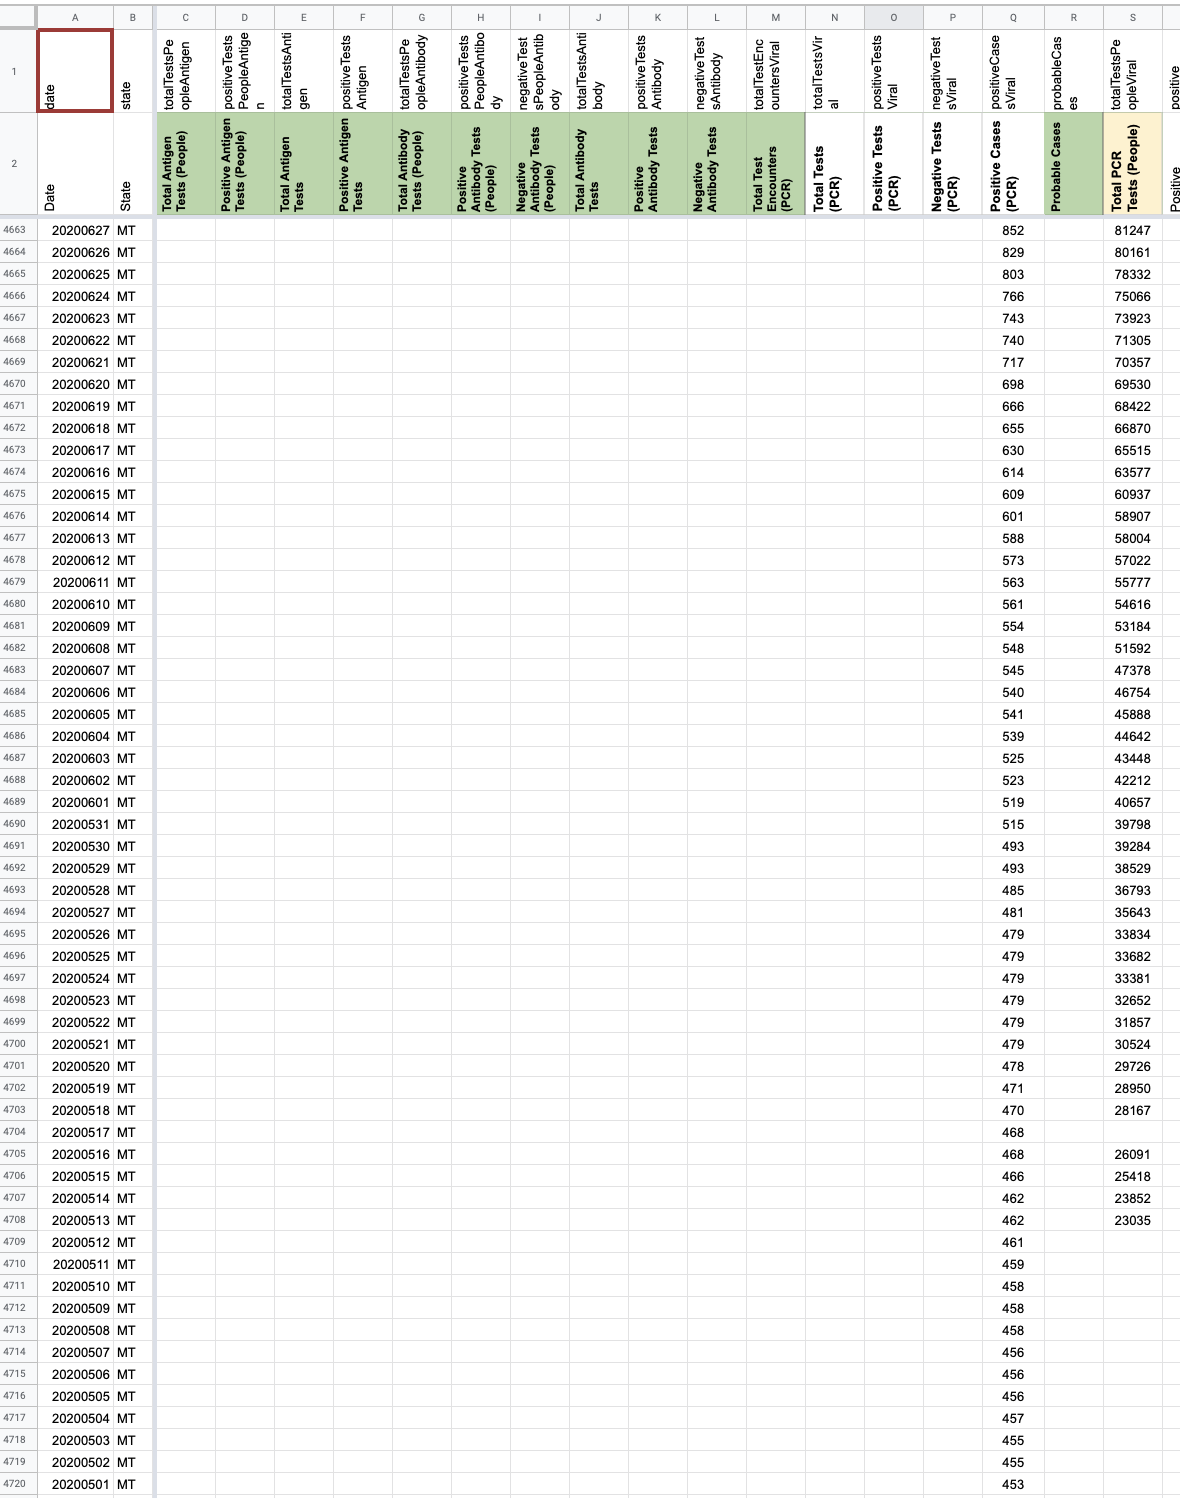 A B C D E F G H I J K L M N O P Q R S
1 date state totalTestsPeopleAntigen positiveTestsPeopleAntigen totalTestsAntigen positiveTestsAntigen totalTestsPeopleAntibody positiveTestsPeopleAntibody negativeTestsPeopleAntibody totalTestsAntibody positiveTestsAntibody negativeTestsAntibody totalTestEncountersViral totalTestsViral positiveTestsViral negativeTestsViral positiveCasesViral probableCases totalTestsPeopleViral positive
2 Date State Total Antigen Tests (People) Positive Antigen Tests (People) Total Antigen Tests Positive Antigen Tests Total Antibody Tests (People) Positive Antibody Tests (People) Negative Antibody Tests (People) Total Antibody Tests Positive Antibody Tests Negative Antibody Tests Total Test Encounters (PCR) Total Tests (PCR) Positive Tests (PCR) Negative Tests (PCR) Positive Cases (PCR) Probable Cases Total PCR Tests (People) Positive
4663 20200627 MT 852 81247
4664 20200626 MT 829 80161
4665 20200625 MT 803 78332
4666 20200624 MT 766 75066
4667 20200623 MT 743 73923
4668 20200622 MT 740 71305
4669 20200621 MT 717 70357
4670 20200620 MT 698 69530
4671 20200619 MT 666 68422
4672 20200618 MT 655 66870
4673 20200617 MT 630 65515
4674 20200616 MT 614 63577
4675 20200615 MT 609 60937
4676 20200614 MT 601 58907
4677 20200613 MT 588 58004
4678 20200612 MT 573 57022
4679 20200611 MT 563 55777
4680 20200610 MT 561 54616
4681 20200609 MT 554 53184
4682 20200608 MT 548 51592
4683 20200607 MT 545 47378
4684 20200606 MT 540 46754
4685 20200605 MT 541 45888
4686 20200604 MT 539 44642
4687 20200603 MT 525 43448
4688 20200602 MT 523 42212
4689 20200601 MT 519 40657
4690 20200531 MT 515 39798
4691 20200530 MT 493 39284
4692 20200529 MT 493 38529
4693 20200528 MT 485 36793
4694 20200527 MT 481 35643
4695 20200526 MT 479 33834
4696 20200525 MT 479 33682
4697 20200524 MT 479 33381
4698 20200523 MT 479 32652
4699 20200522 MT 479 31857
4700 20200521 MT 479 30524
4701 20200520 MT 478 29726
4702 20200519 MT 471 28950
4703 20200518 MT 470 28167
4704 20200517 MT 468
4705 20200516 MT 468 26091
4706 20200515 MT 466 25418
4707 20200514 MT 462 23852
4708 20200513 MT 462 23035
4709 20200512 MT 461
4710 20200511 MT 459
4711 20200510 MT 458
4712 20200509 MT 458
4713 20200508 MT 458
4714 20200507 MT 456
4715 20200506 MT 456
4716 20200505 MT 456
4717 20200504 MT 457
4718 20200503 MT 455
4719 20200502 MT 455
4720 20200501 MT 453